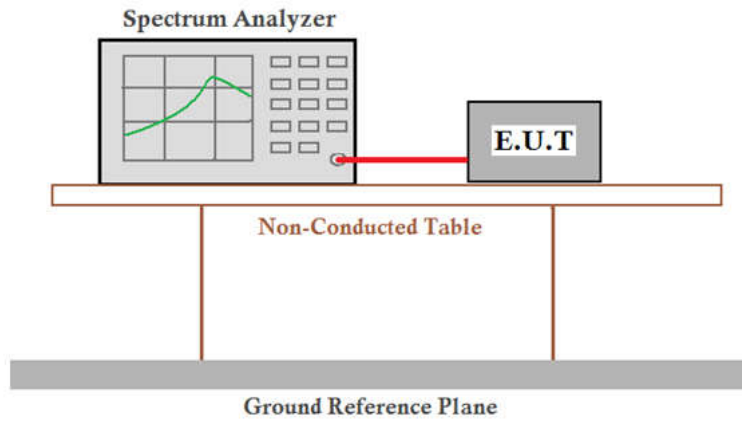 Spectrum Analyzer
E.U.T
Non-Conducted Table
Ground Reference Plane